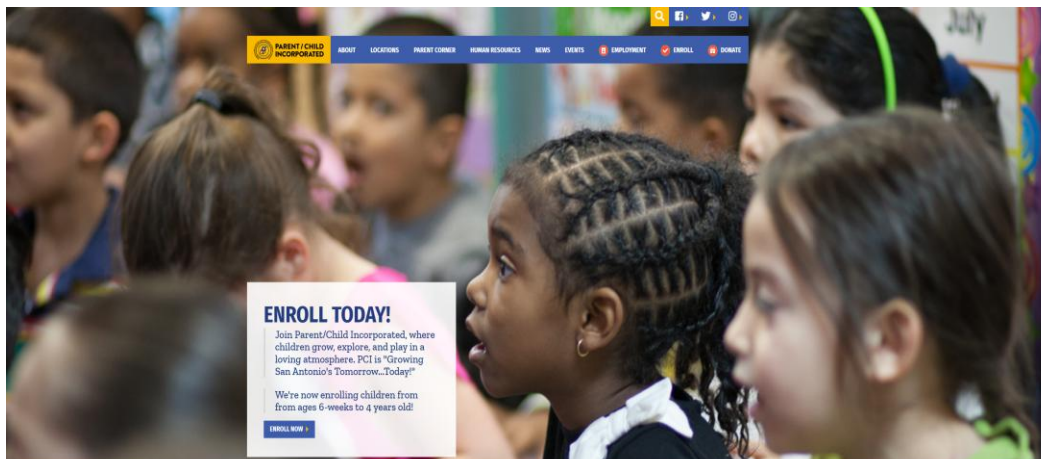 PARENT / CHILD
INCORPORATED
ABOUT LOCATIONS PARENT CORNER HUMAN RESOURCES NEWS EVENTS EMPLOYMENT ENROLL DONATE
July
ENROLL TODAY!
Join Parent/Child Incorporated, where
children grow, explore, and play in a
loving atmosphere. PCI is "Growing
San Antonio's Tomorrow...Today!"
We're now enrolling children from
from ages 6-weeks to 4 years old!
ENROLL NOW